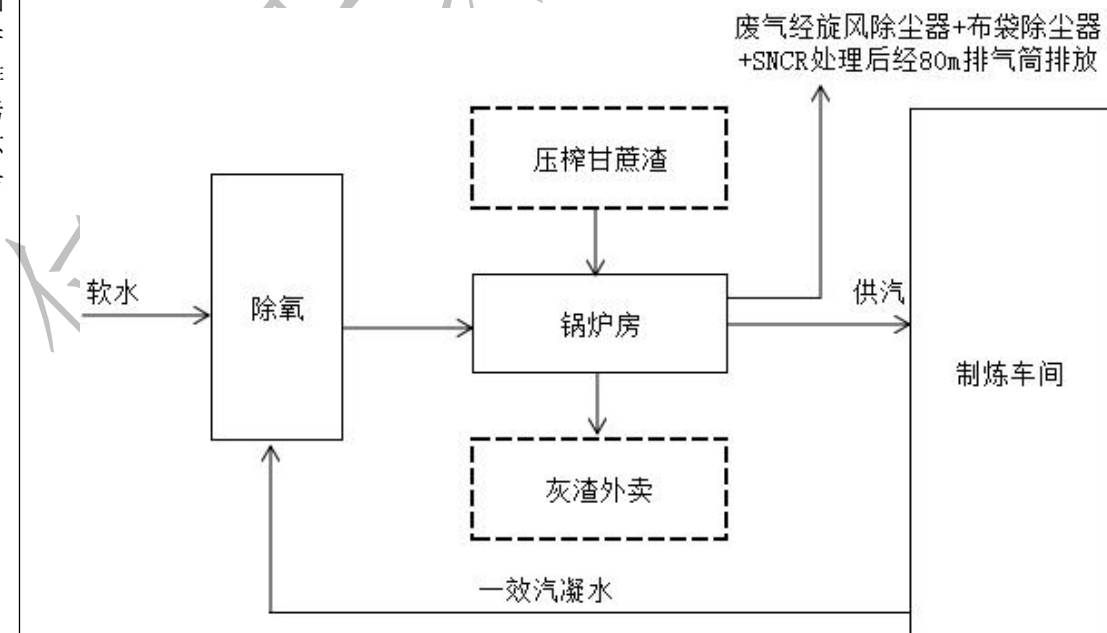 废气经旋风除尘器+布袋除尘器
+SNCR处理后经80m排气筒排放
压榨甘蔗渣
软水
除氧
锅炉房
供汽
制炼车间
灰渣外卖
一效汽凝水